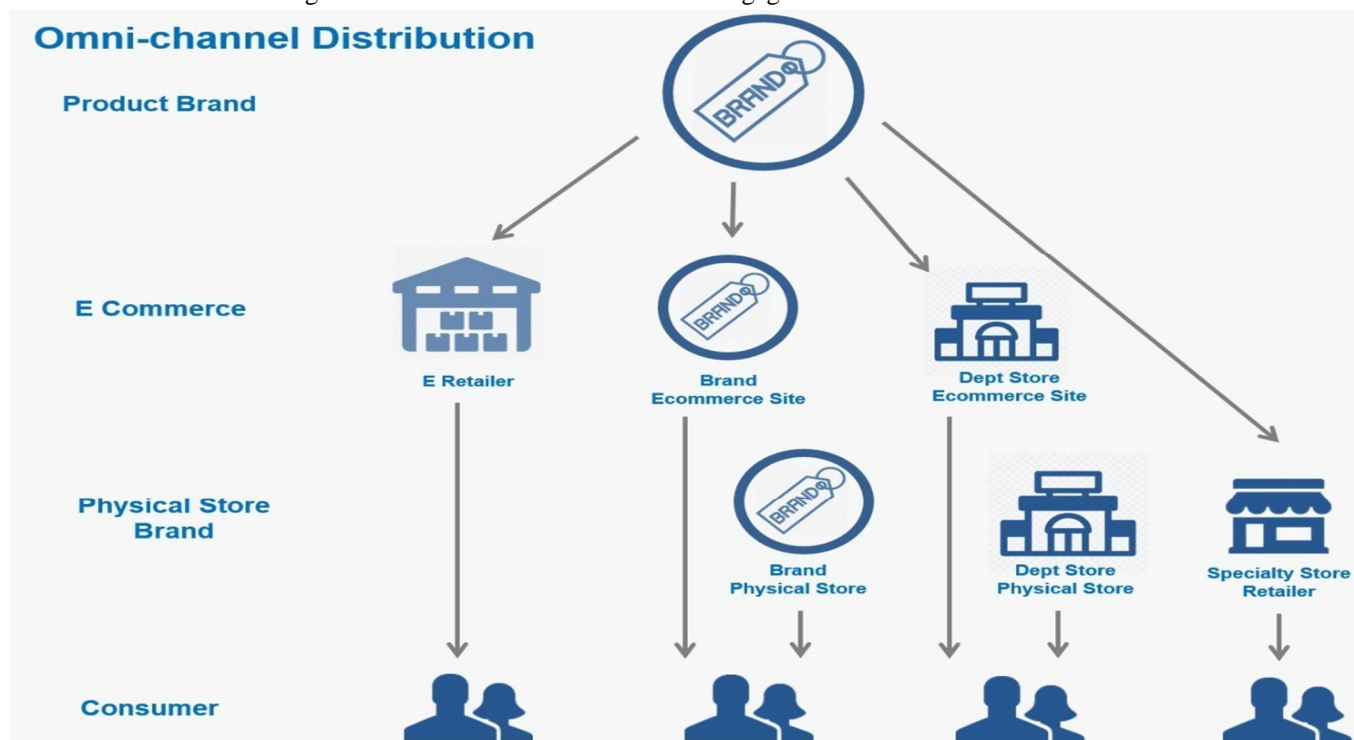 Omni-channel Distribution
Product Brand
BRAND
E Commerce
E Retailer
BRAND
Brand
Ecommerce Site
Dept Store
Ecommerce Site
Physical Store
Brand
BRAND
Brand
Physical Store
Dept Store
Physical Store
Specialty Store
Retailer
Consumer